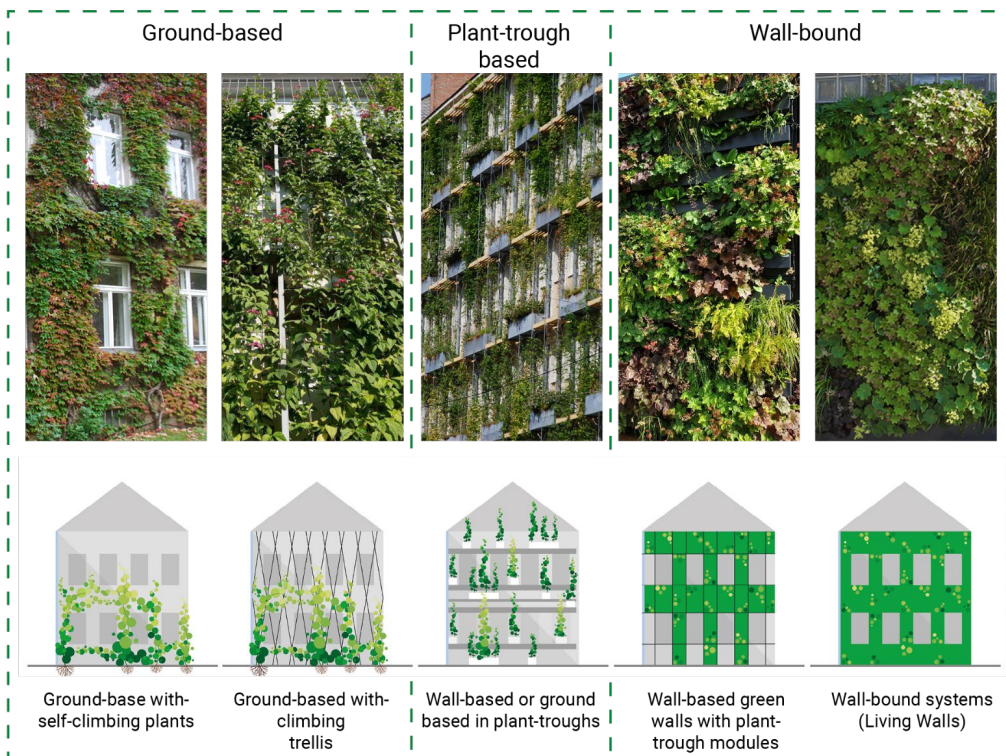 Ground-based
Plant-trough
based
Wall-bound
Ground-base with-
self-climbing plants
Ground-based with-
climbing
trellis
Wall-based or ground
based in plant-troughs
Wall-based green
walls with plant-
trough modules
Wall-bound systems
(Living Walls)